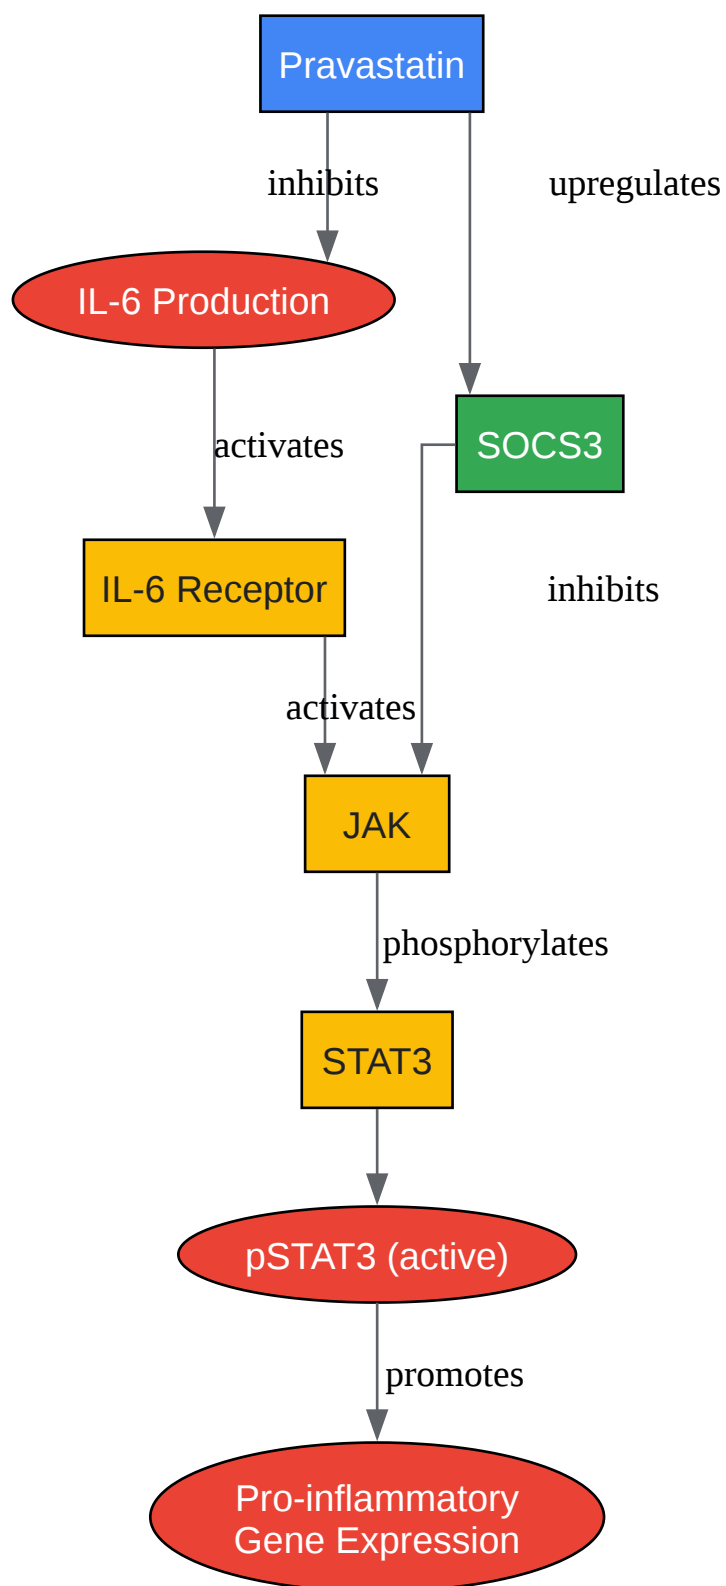 Pravastatin
inhibits
upregulates
IL-6 Production
activates
SOCS3
IL-6 Receptor
inhibits
activates
JAK
phosphorylates
STAT3
pSTAT3 (active)
promotes
Pro-inflammatory
Gene Expression